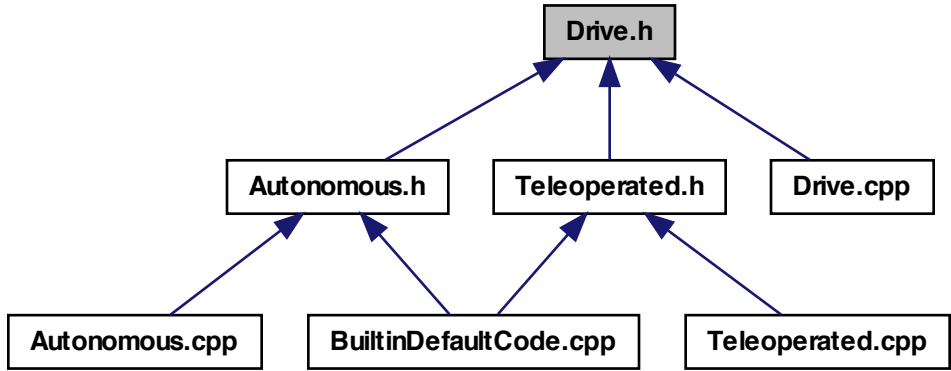 Drive.h
Autonomous.h
Teleoperated.h
Drive.cpp
Autonomous.cpp
BuiltinDefaultCode.cpp
Teleoperated.cpp